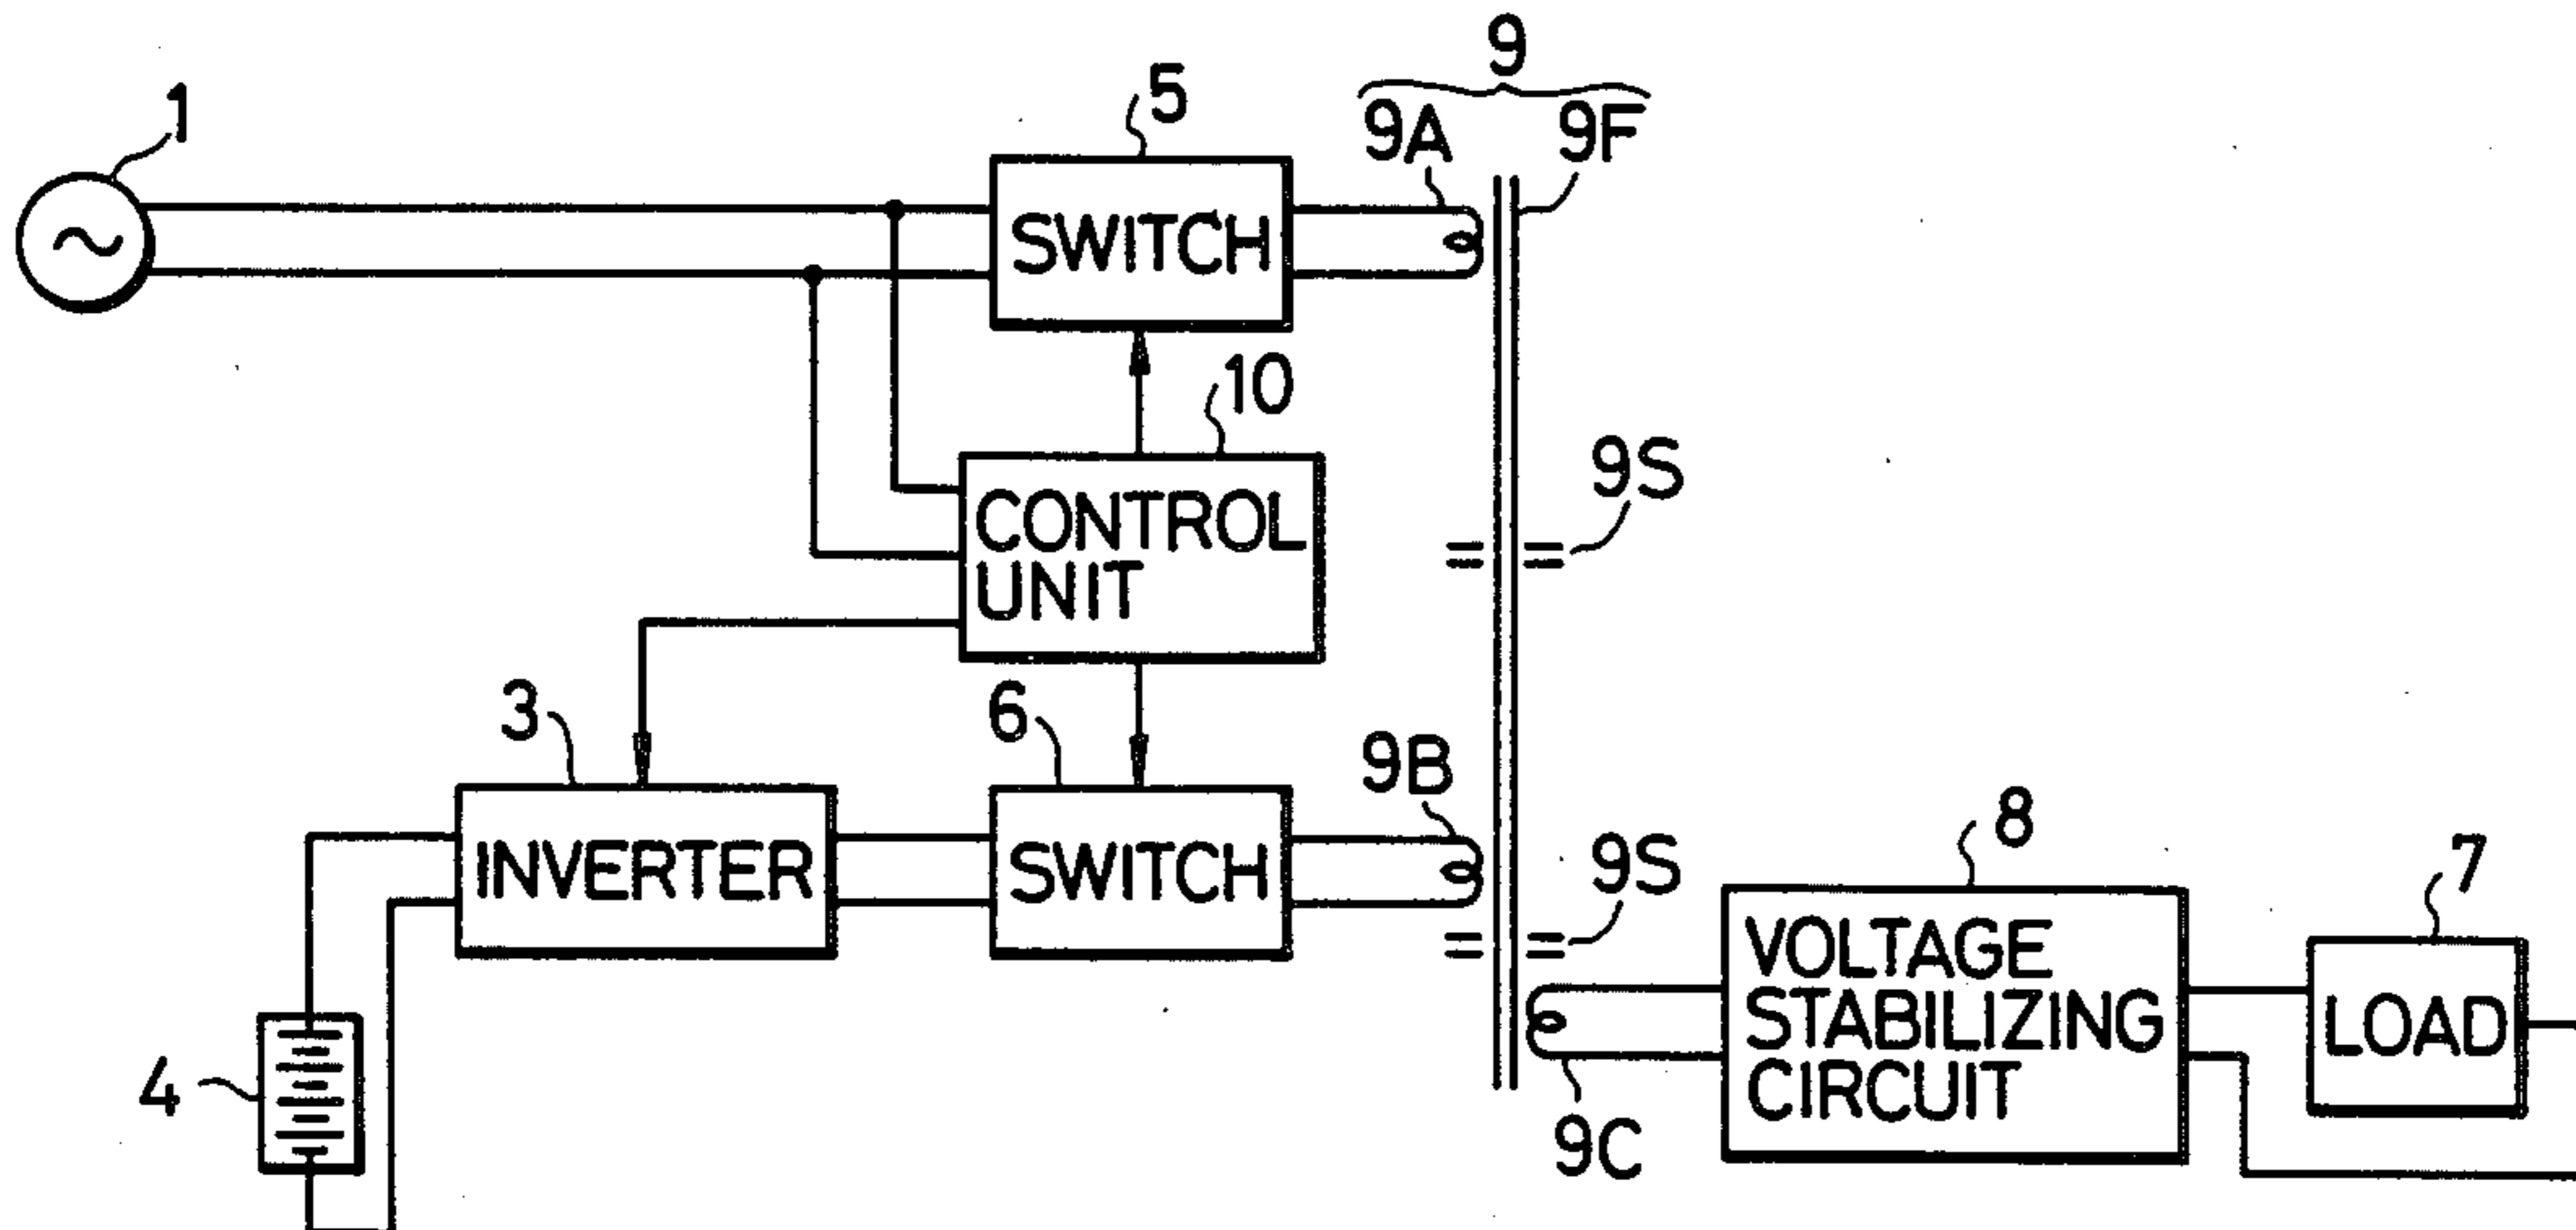 9
1
5
9A
9F
SWITCH
10
9S
CONTROL
UNIT
3
6
9B
INVERTER
SWITCH
9S
8
7
VOLTAGE
STABILIZING
CIRCUIT
LOAD
4
9C